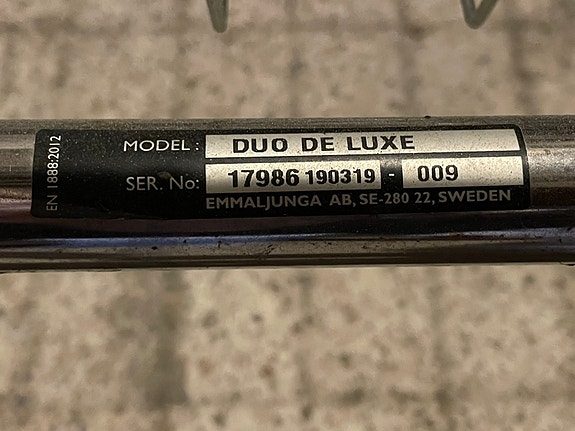 EN 1888:2012
MODEL: DUO DE LUXE
SER. No: 17986 190319 - 009
EMMALJUNGA AB, SE-280 22, SWEDEN